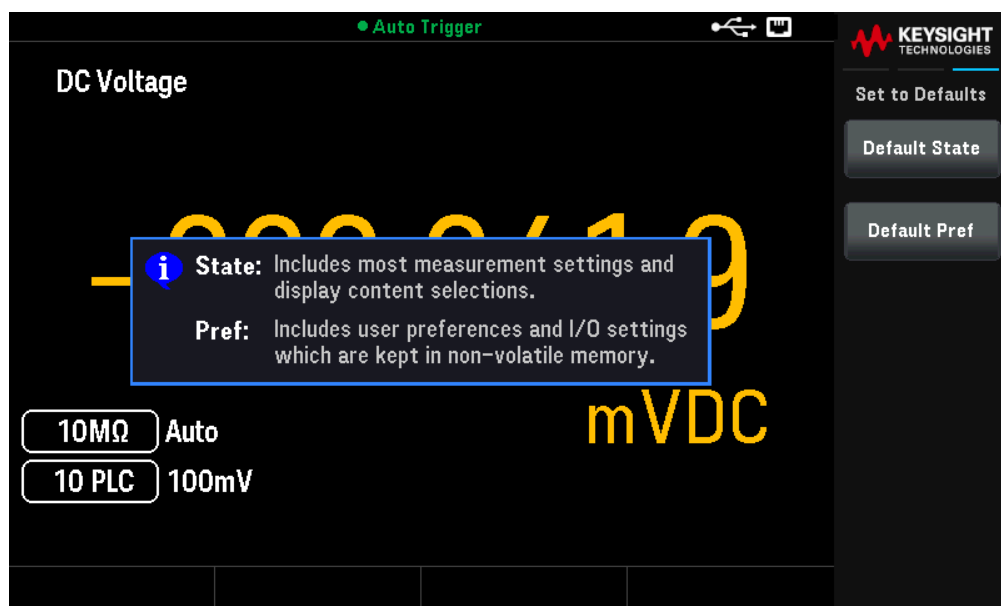 Auto Trigger
KEYSIGHT
TECHNOLOGIES
DC Voltage
Set to Defaults
Default State
Default Pref
i State: Includes most measurement settings and
display content selections.
Pref: Includes user preferences and I/O settings
which are kept in non-volatile memory.
mVDC
10MΩ Auto
10 PLC 100mV